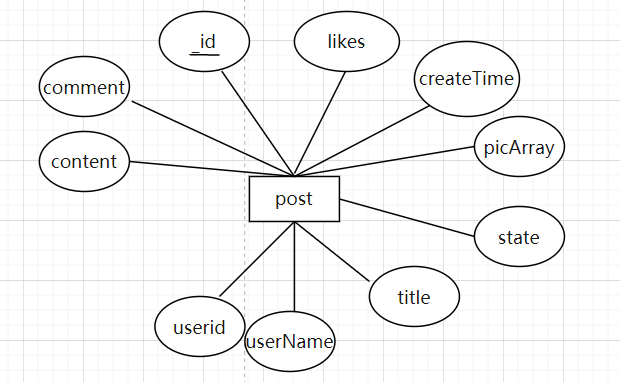 _id
likes
createTime
comment
picArray
content
post
state
title
userid
userName